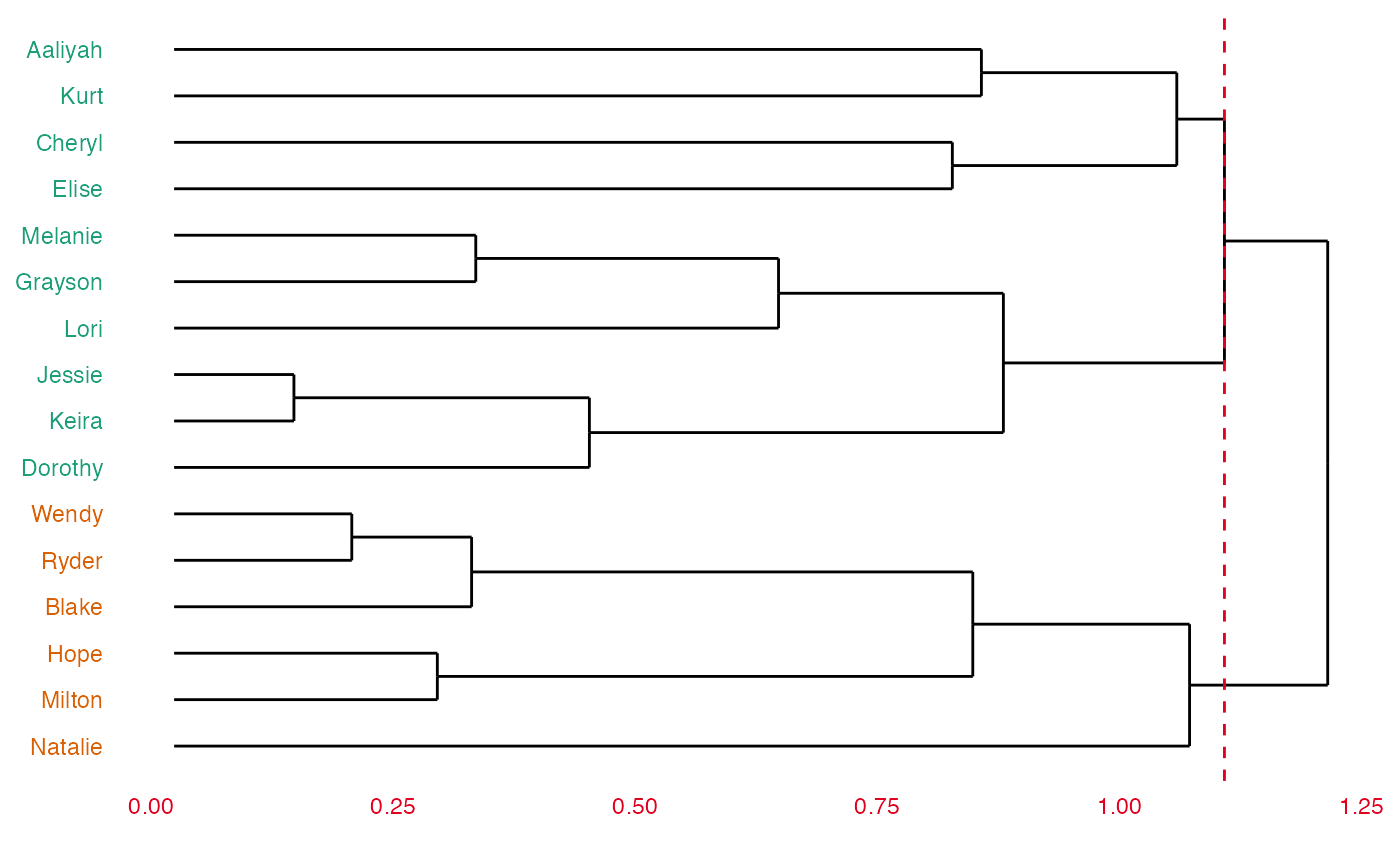 Aaliyah
Kurt
Cheryl
Elise
Melanie
Grayson
Lori
Jessie
Keira
Dorothy
Wendy
Ryder
Blake
Hope
Milton
Natalie
0.00 0.25 0.50 0.75 1.00 1.25